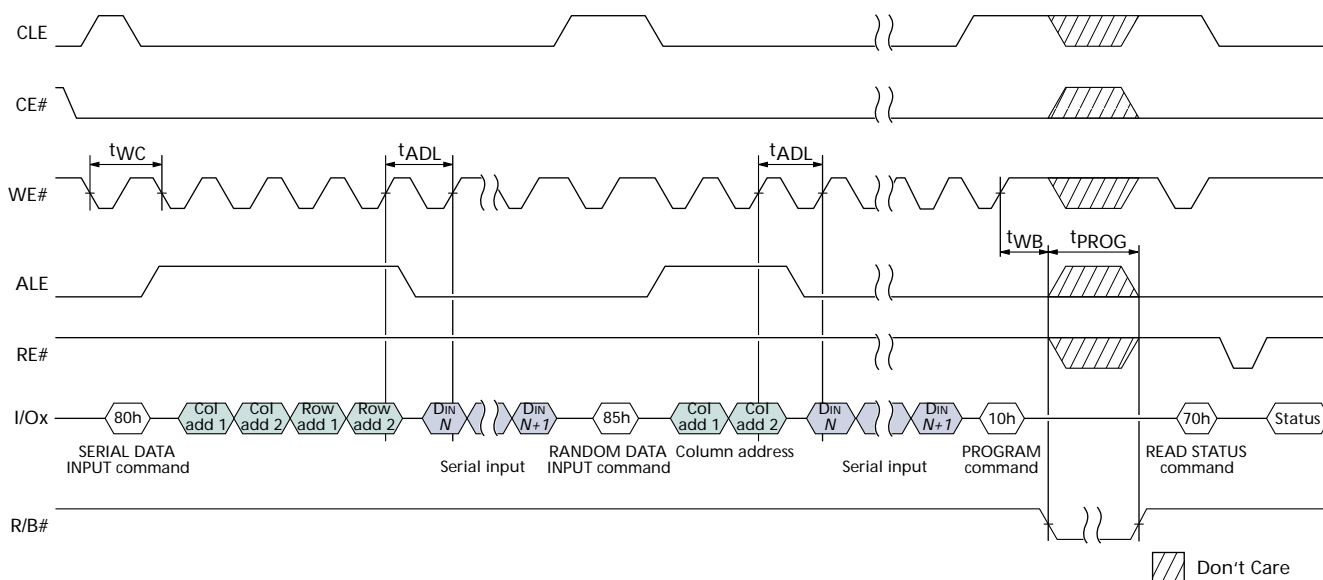 CLE
CE#
tWC
tADL
tADL
WE#
tWB
tPROG
ALE
RE#
I/Ox
80h
Col add 1
Col add 2
Row add 1
Row add 2
DIN N
DIN N+1
85h
Col add 1
Col add 2
DIN N
DIN N+1
10h
70h
Status
SERIAL DATA
INPUT command
Serial input
RANDOM DATA
INPUT command
Column address
Serial input
PROGRAM
command
READ STATUS
command
R/B#
Don't Care